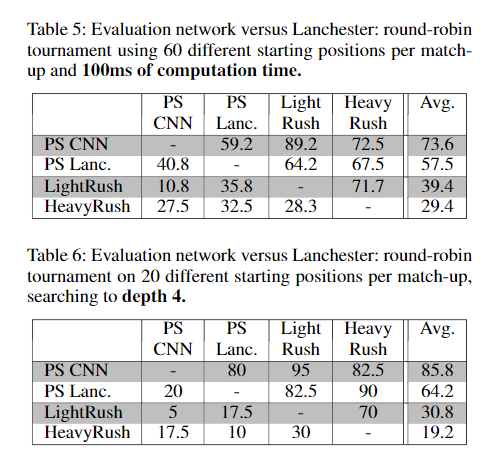 Table 5: Evaluation network versus Lanchester: round-robin
tournament using 60 different starting positions per match-
up and 100ms of computation time.
PS PS Light Heavy Avg.
CNN Lanc. Rush Rush
PS CNN - 59.2 89.2 72.5 73.6
PS Lanc. 40.8 - 64.2 67.5 57.5
LightRush 10.8 35.8 - 71.7 39.4
HeavyRush 27.5 32.5 28.3 - 29.4
Table 6: Evaluation network versus Lanchester: round-robin
tournament on 20 different starting positions per match-up,
searching to depth 4.
PS PS Light Heavy Avg.
CNN Lanc. Rush Rush
PS CNN - 80 95 82.5 85.8
PS Lanc. 20 - 82.5 90 64.2
LightRush 5 17.5 - 70 30.8
HeavyRush 17.5 10 30 - 19.2